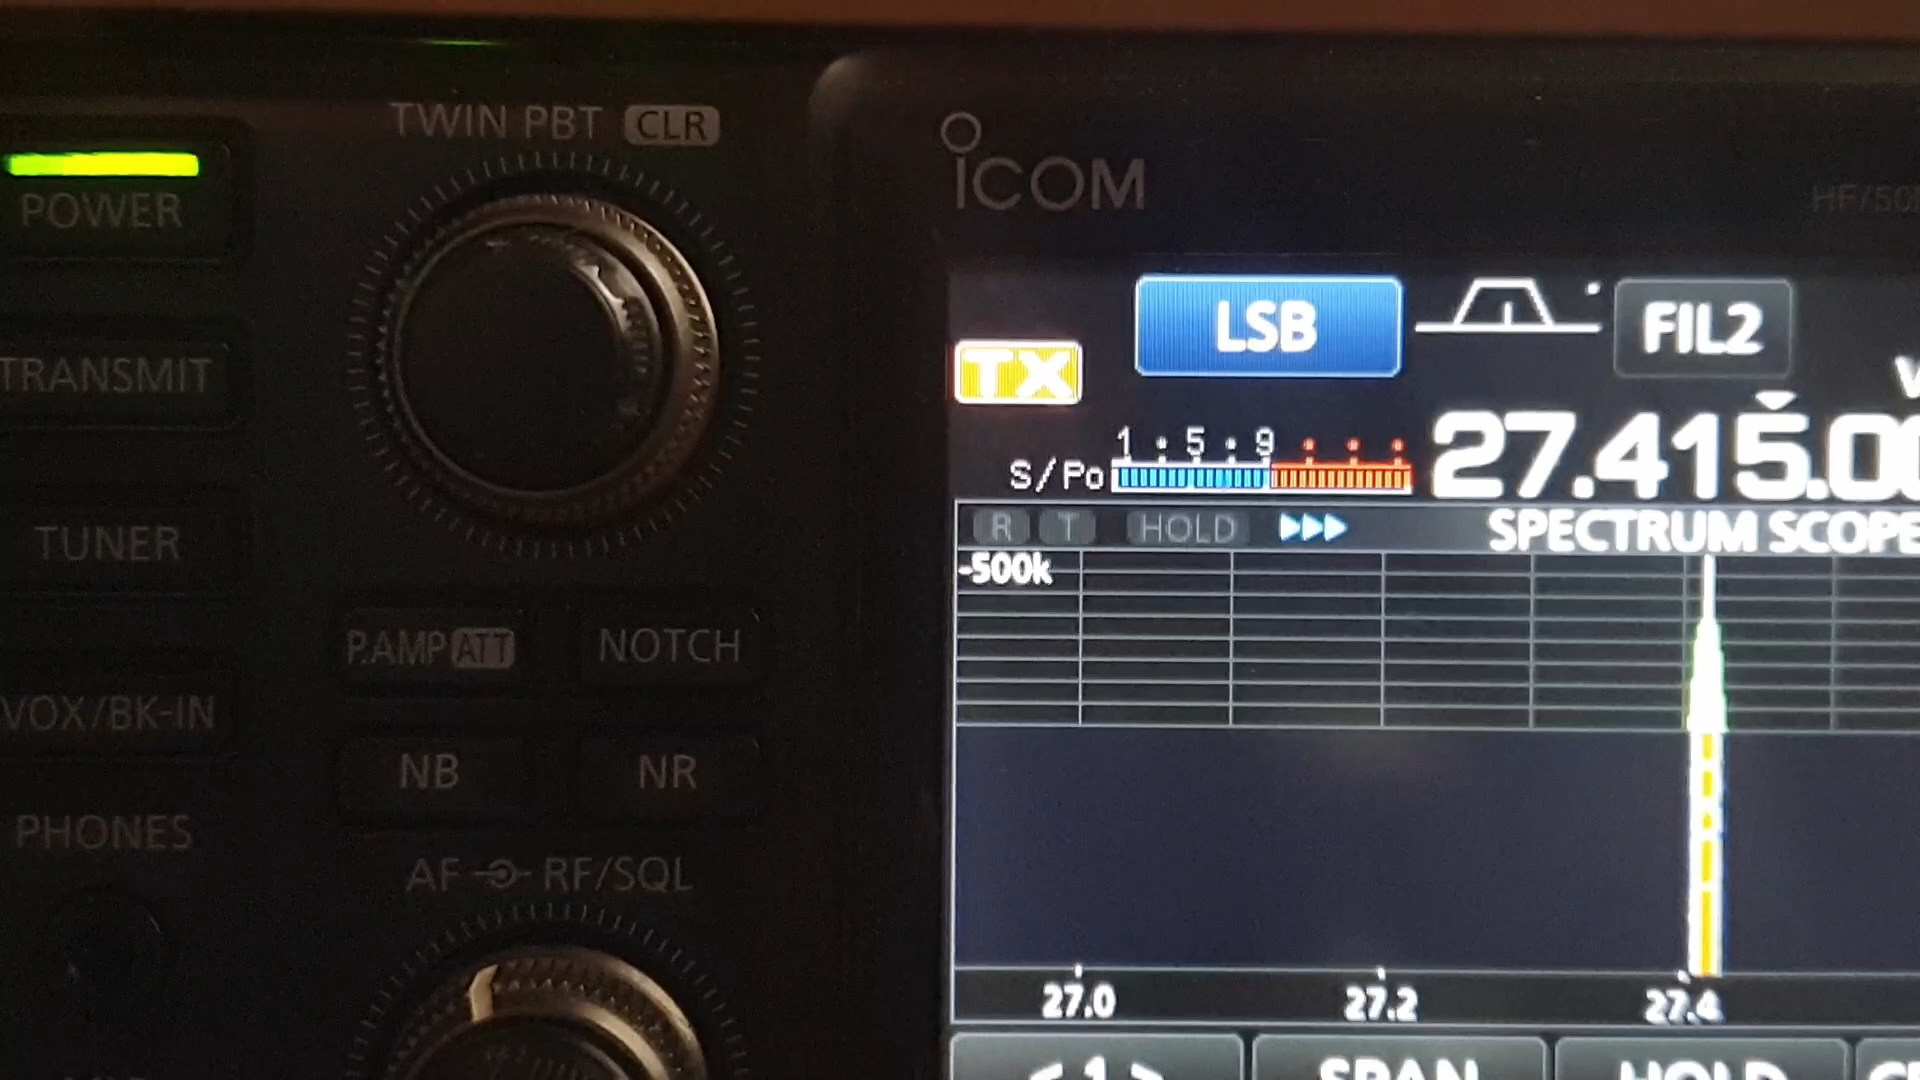 TWIN PBT CLR
POWER
TRANSMIT
TUNER
P.AMP ATT NOTCH
VOX/BK-IN
NB NR
PHONES
AF RF/SQL
ICOM
LSB FIL2
TX
1 • 5 • 9 • • •
S/Po
27.415.0
R T HOLD SPECTRUM SCOPE
-500k
27.0 27.2 27.4
< 1 > SPAN HOLD